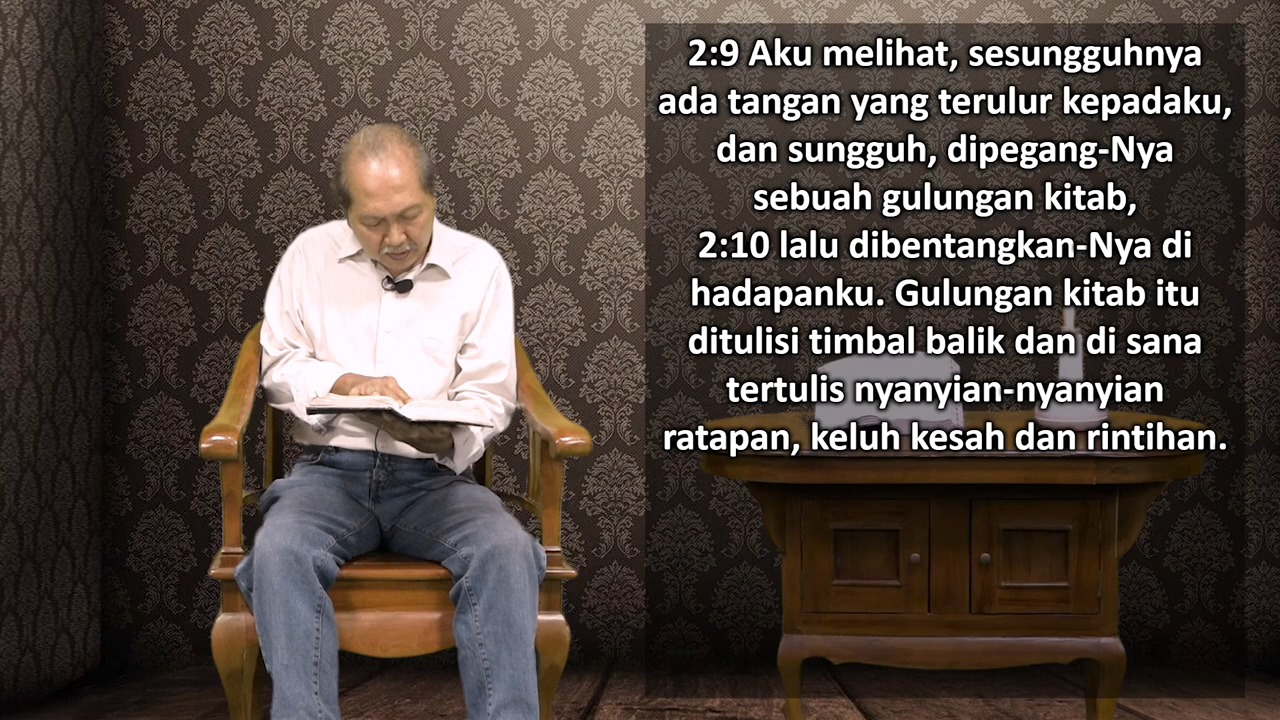 2:9 Aku melihat, sesungguhnya
ada tangan yang terulur kepadaku,
dan sungguh, dipegang-Nya
sebuah gulungan kitab,
2:10 lalu dibentangkan-Nya di
hadapanku. Gulungan kitab itu
ditulisi timbal balik dan di sana
tertulis nyanyian-nyanyian
ratapan, keluh kesah dan rintihan.